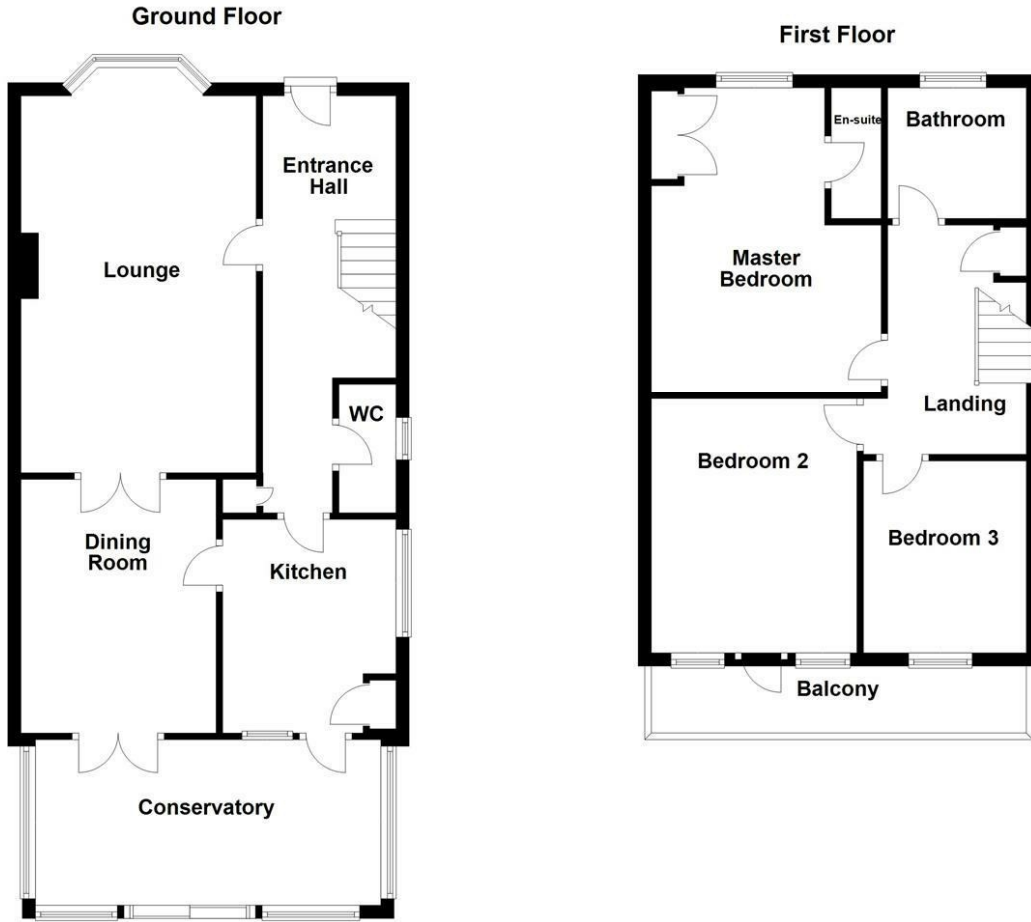 Ground Floor
Entrance
Hall
Lounge
WC
Dining
Room
Kitchen
Conservatory
First Floor
En-suite
Bathroom
Master
Bedroom
Landing
Bedroom 2
Bedroom 3
Balcony